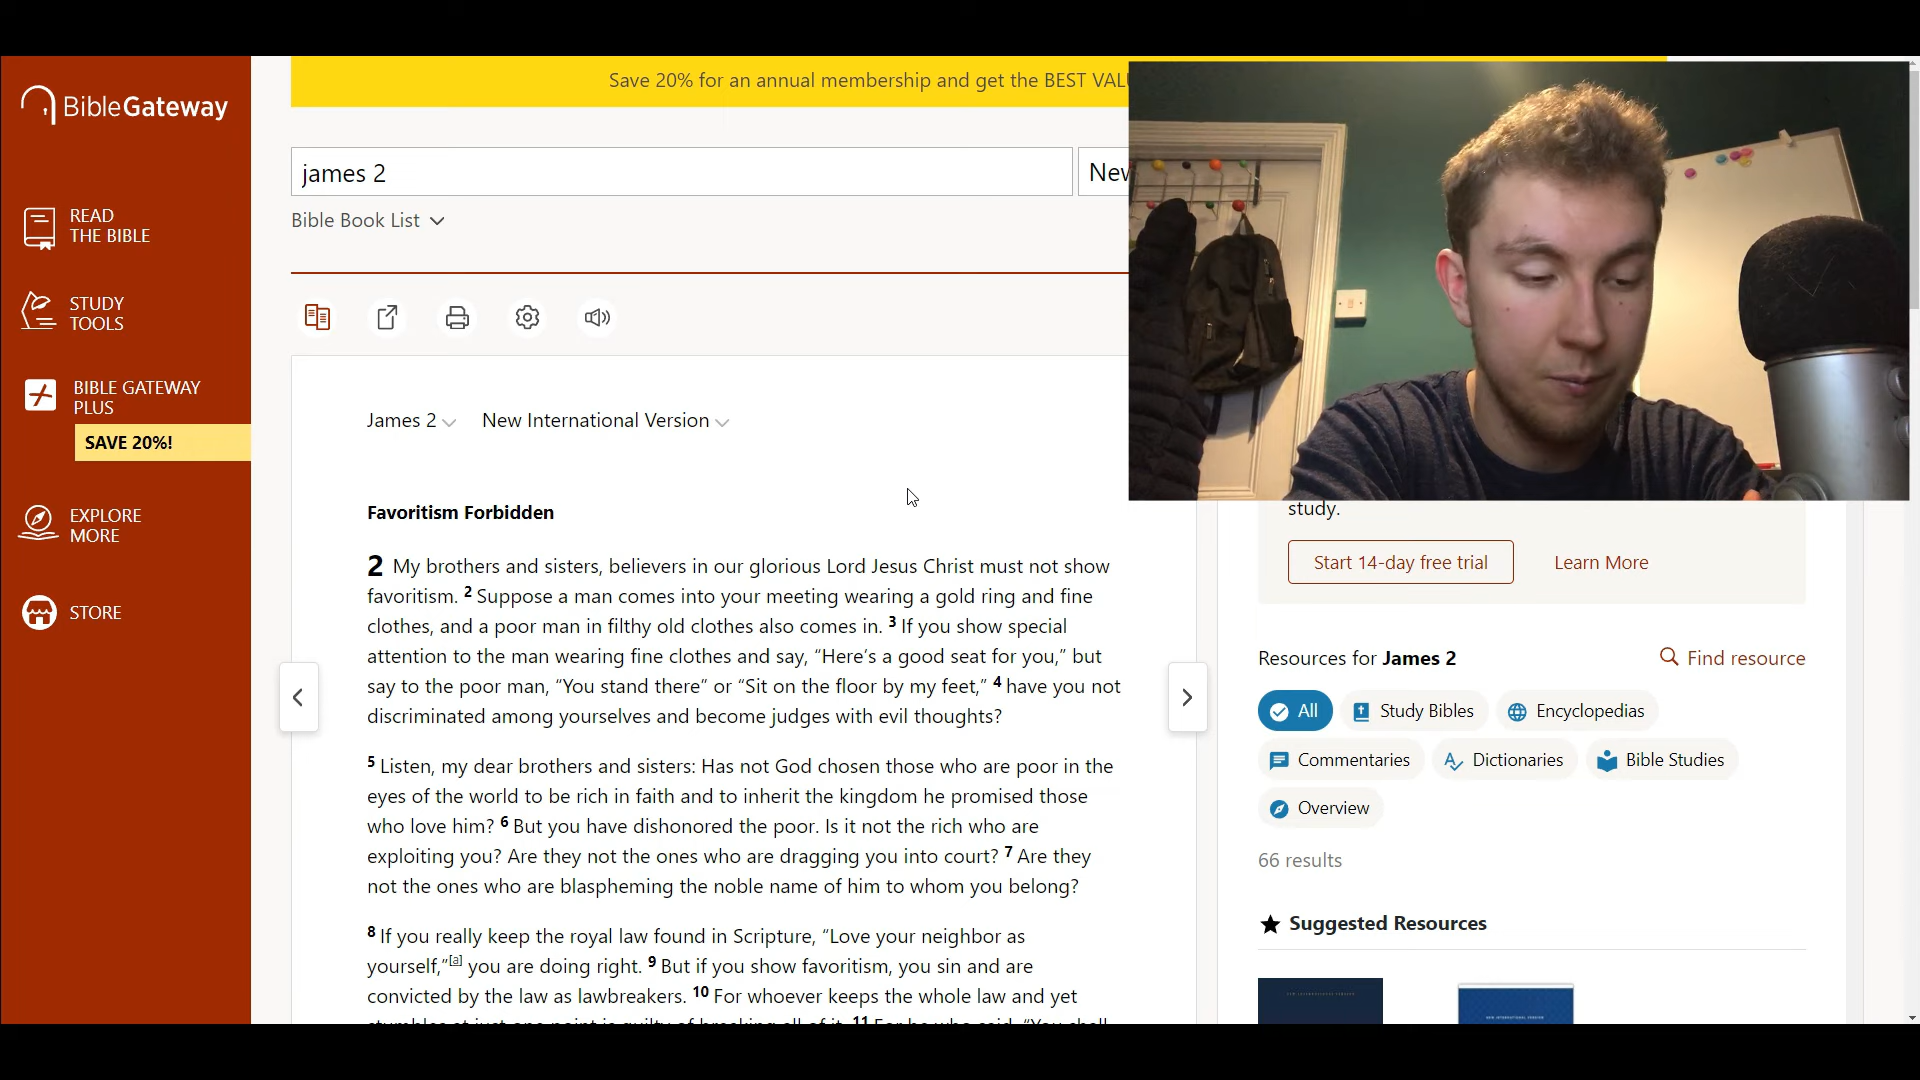 Save 20% for an annual membership and get the BEST
BibleGateway
james 2
Bible Book List
READ
THE BIBLE
STUDY
TOOLS
BIBLE GATEWAY
PLUS
SAVE 20%!
EXPLORE
MORE
STORE
James 2 New International Version
Favoritism Forbidden
2 My brothers and sisters, believers in our glorious Lord Jesus Christ must not show
favoritism. 2 Suppose a man comes into your meeting wearing a gold ring and fine
clothes, and a poor man in filthy old clothes also comes in. 3 If you show special
attention to the man wearing fine clothes and say, “Here’s a good seat for you,” but
say to the poor man, “You stand there” or “Sit on the floor by my feet,” 4 have you not
discriminated among yourselves and become judges with evil thoughts?
5 Listen, my dear brothers and sisters: Has not God chosen those who are poor in the
eyes of the world to be rich in faith and to inherit the kingdom he promised those
who love him? 6 But you have dishonored the poor. Is it not the rich who are
exploiting you? Are they not the ones who are dragging you into court? 7 Are they
not the ones who are blaspheming the noble name of him to whom you belong?
8 If you really keep the royal law found in Scripture, “Love your neighbor as
yourself,”[a] you are doing right. 9 But if you show favoritism, you sin and are
convicted by the law as lawbreakers. 10 For whoever keeps the whole law and yet
study.
Start 14-day free trial Learn More
Resources for James 2 Find resource
All Study Bibles Encyclopedias
Commentaries Dictionaries Bible Studies
Overview
66 results
Suggested Resources